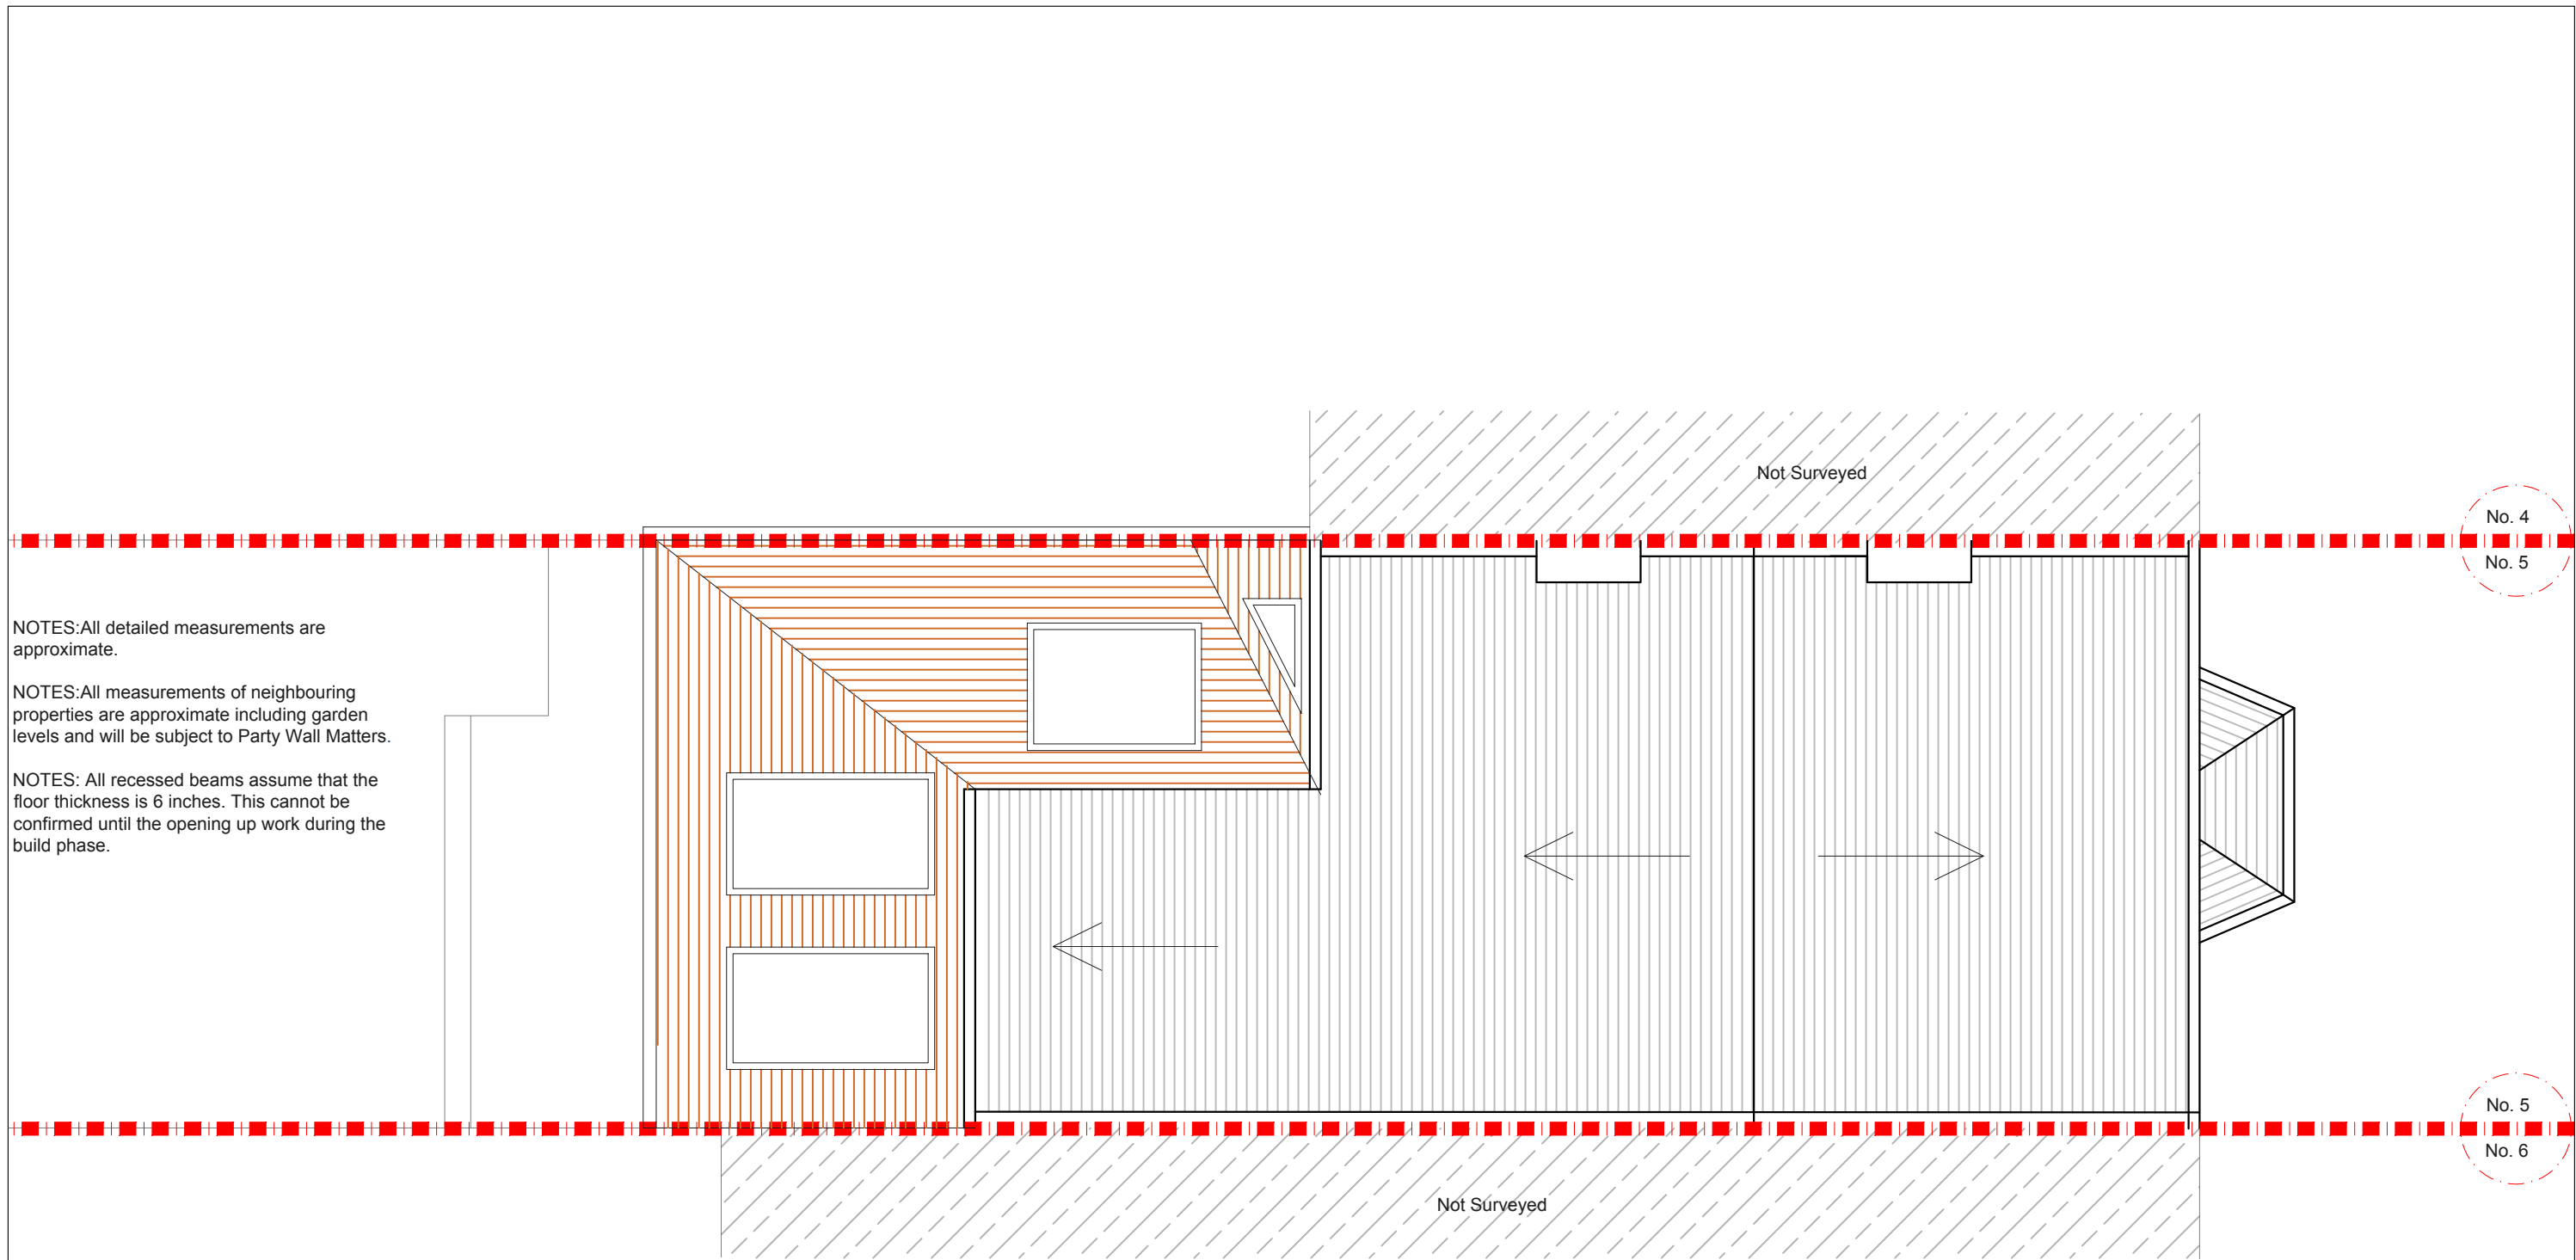 Not Surveyed
No. 4
No. 5
NOTES:All detailed measurements are
approximate.
NOTES:All measurements of neighbouring
properties are approximate including garden
levels and will be subject to Party Wall Matters.
NOTES: All recessed beams assume that the
floor thickness is 6 inches. This cannot be
confirmed until the opening up work during the
build phase.
No. 5
No. 6
Not Surveyed